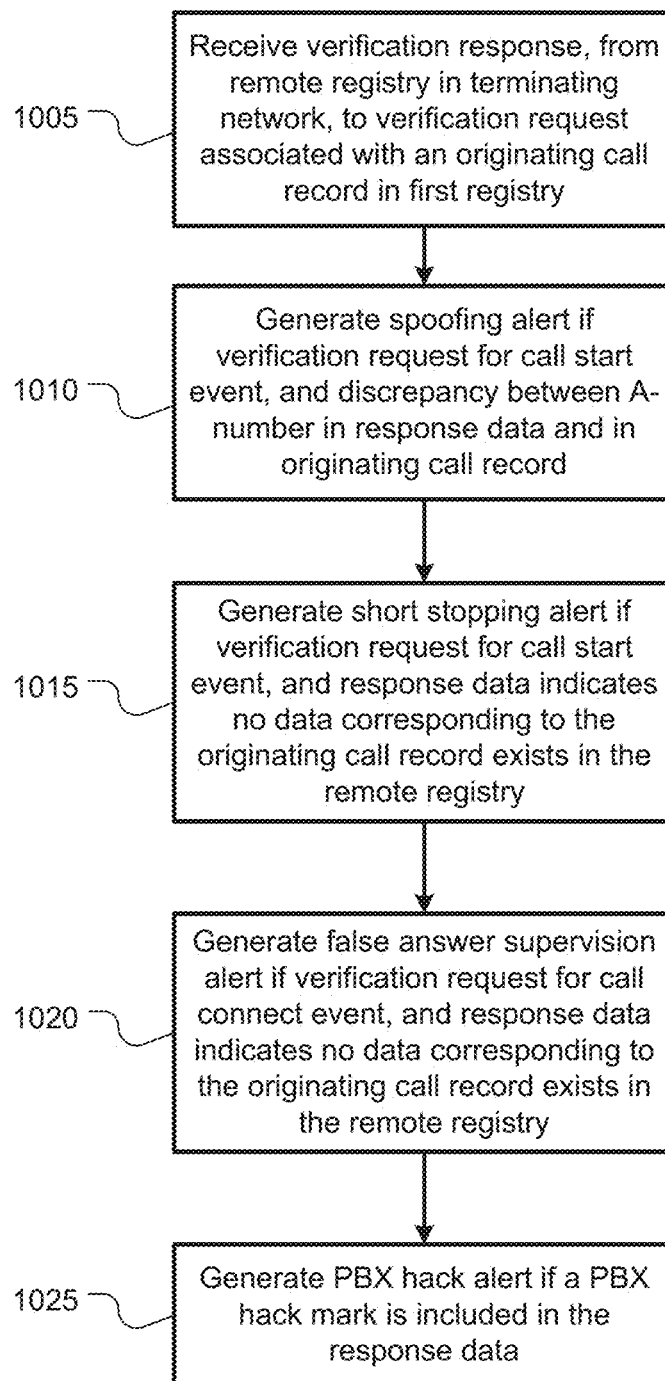 1005
Receive verification response, from
remote registry in terminating
network, to verification request
associated with an originating call
record in first registry
1010
Generate spoofing alert if
verification request for call start
event, and discrepancy between A-
number in response data and in
originating call record
1015
Generate short stopping alert if
verification request for call start
event, and response data indicates
no data corresponding to the
originating call record exists in the
remote registry
1020
Generate false answer supervision
alert if verification request for call
connect event, and response data
indicates no data corresponding to
the originating call record exists in
the remote registry
1025
Generate PBX hack alert if a PBX
hack mark is included in the
response data